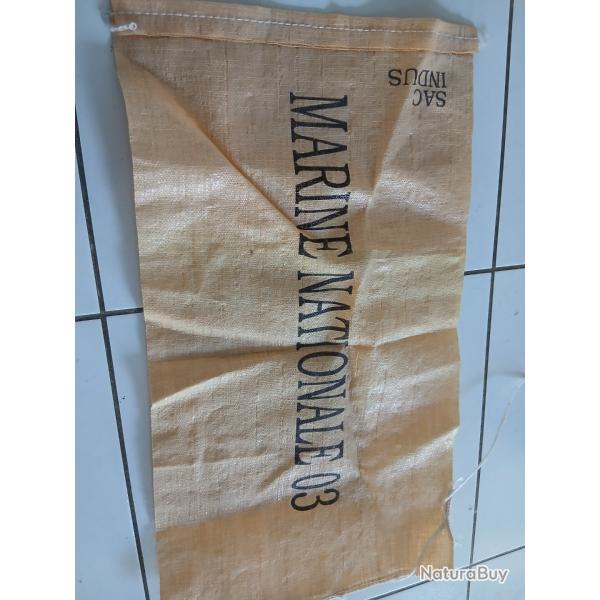 SAC
INDUS
MARINE NATIONALE 03
NaturaBuy